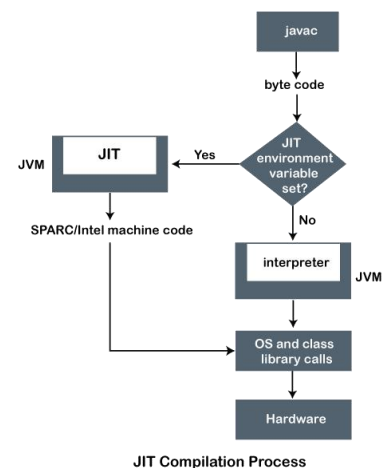 javac
byte code
JIT
environment
variable
set?
Yes
JIT
JVM
SPARC/Intel machine code
No
interpreter
JVM
OS and class
library calls
Hardware
JIT Compilation Process